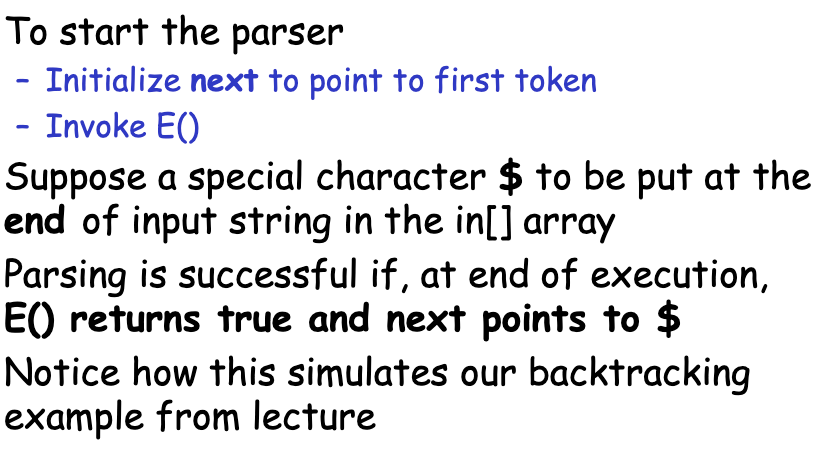 To start the parser
– Initialize next to point to first token
– Invoke E()
Suppose a special character $ to be put at the
end of input string in the in[] array
Parsing is successful if, at end of execution,
E() returns true and next points to $
Notice how this simulates our backtracking
example from lecture